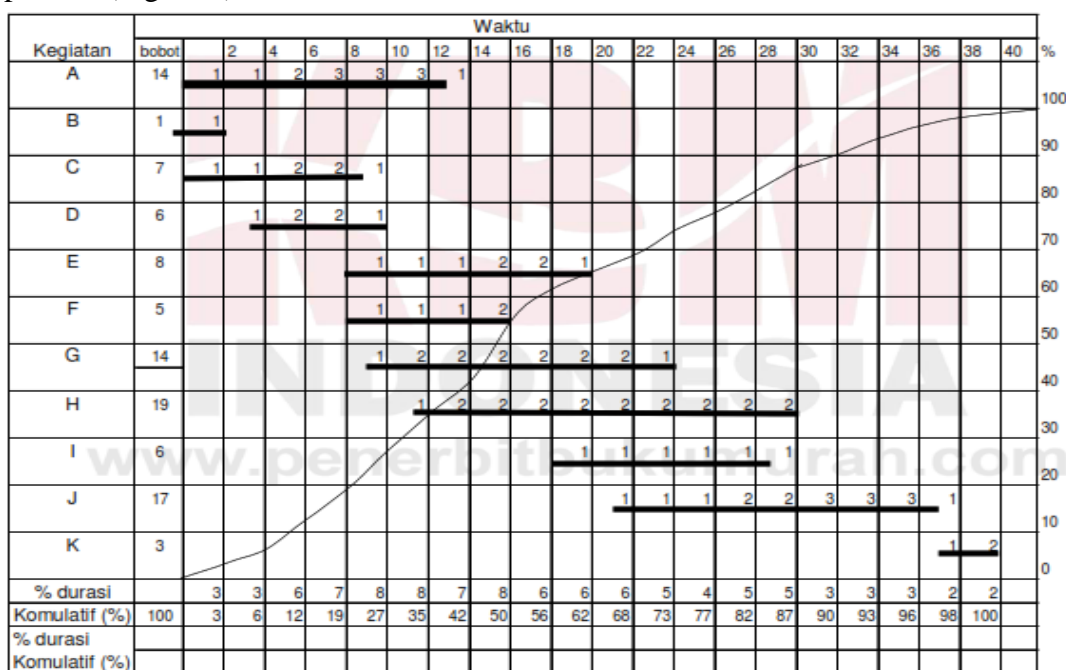 Waktu
Kegiatan bobot 2 4 6 8 10 12 14 16 18 20 22 24 26 28 30 32 34 36 38 40 %
A 14 1 1 2 3 3 3 1
100
B 1 1
90
C 7 1 1 2 2 1
80
D 6 1 2 2 1
70
E 8 1 1 1 2 2 1
60
F 5 1 1 1 2
50
G 14 1 2 2 2 2 2 2 1
40
H 19 1 2 2 2 2 2 2 2 2 2
30
I 6 1 1 1 1 1 1
20
J 17 1 1 1 2 2 3 3 3 1
10
K 3 1 2
0
% durasi 3 3 6 7 8 8 7 8 6 6 6 5 4 5 5 3 3 3 2 2
Komulatif (%) 100 3 6 12 19 27 35 42 50 56 62 68 73 77 82 87 90 93 96 98 100
% durasi
Komulatif (%)
KBM
INDONESIA
www.penerbitbukumurah.com